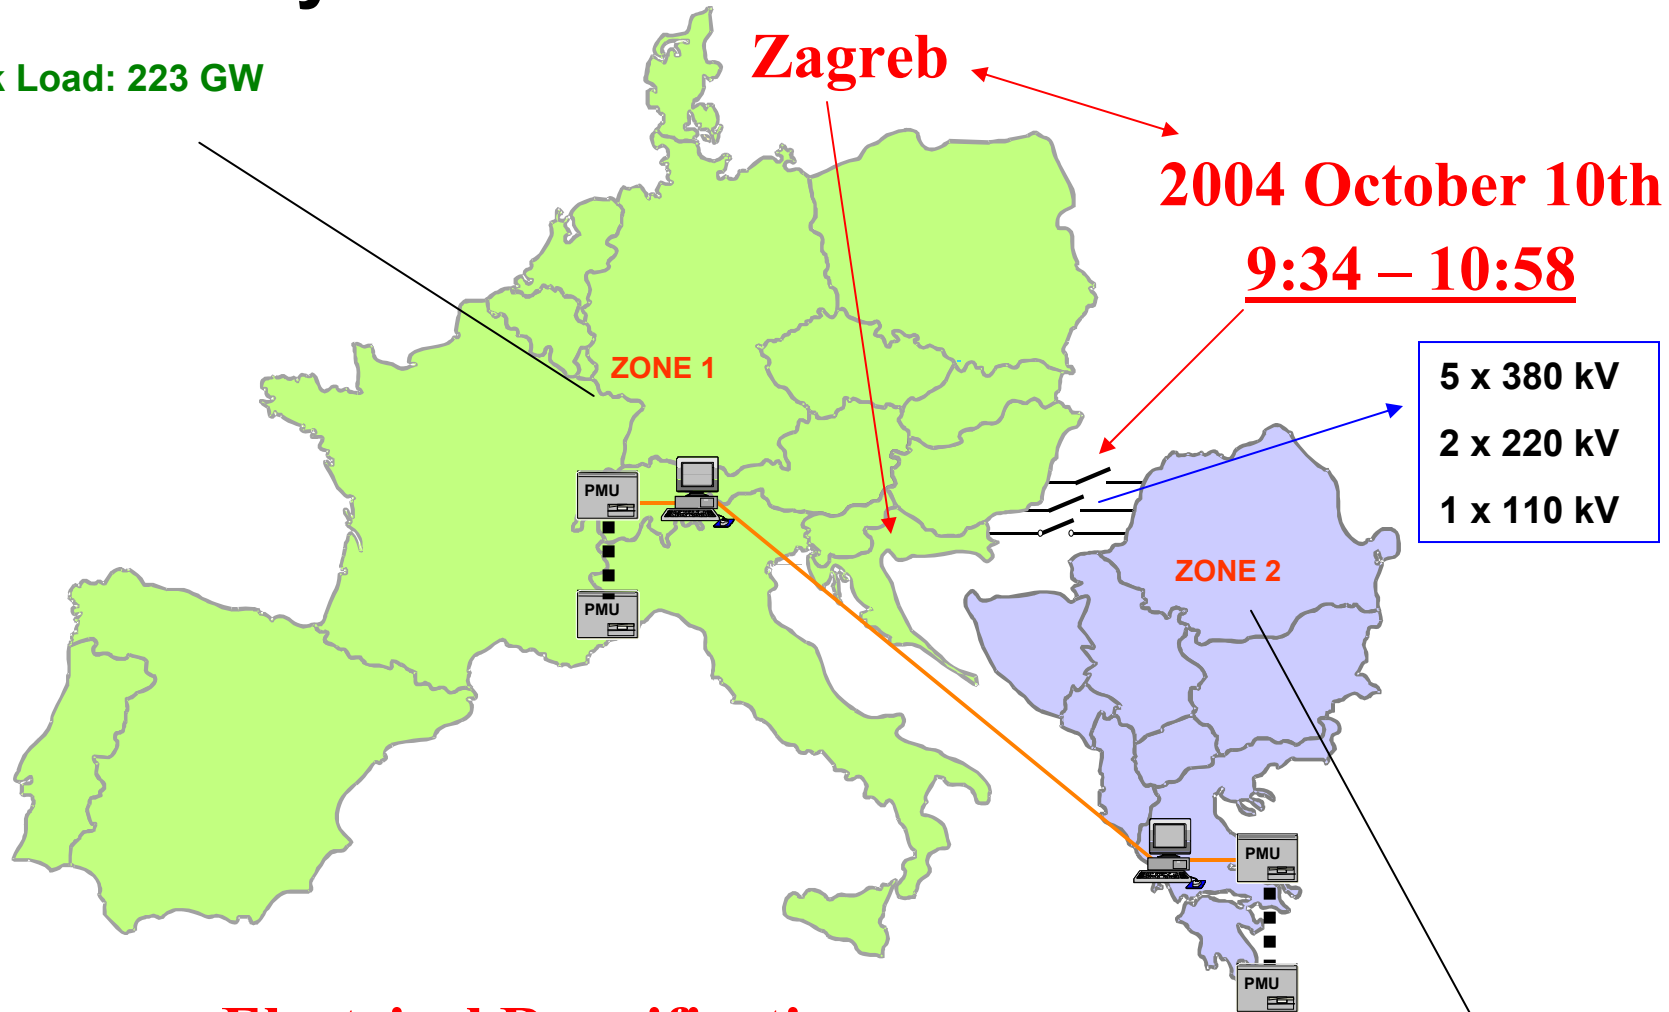 Load: 223 GW
Zagreb
2004 October 10th
9:34 – 10:58
5 x 380 kV
2 x 220 kV
1 x 110 kV
ZONE 1
ZONE 2
PMU
PMU
PMU
PMU